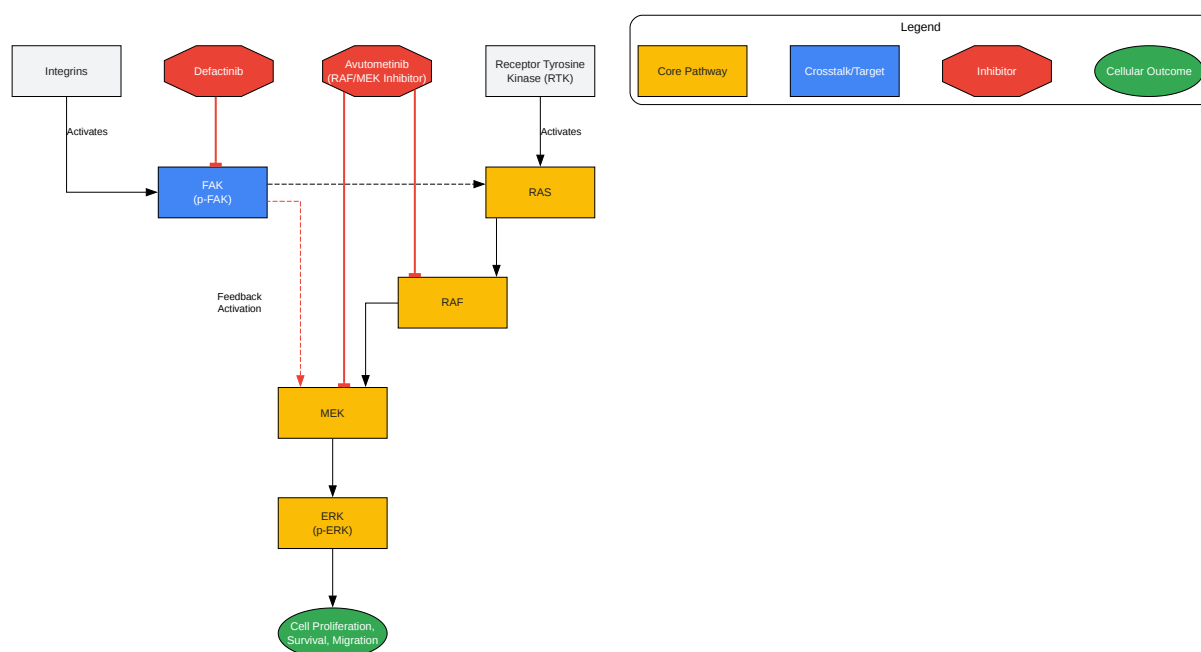 Legend
Integrins
Defactinib
Avutometinib
(RAF/MEK Inhibitor)
Receptor Tyrosine
Kinase (RTK)
Core Pathway
Crosstalk/Target
Inhibitor
Cellular Outcome
Activates
Activates
FAK
(p-FAK)
RAS
Feedback
Activation
RAF
MEK
ERK
(p-ERK)
Cell Proliferation,
Survival, Migration